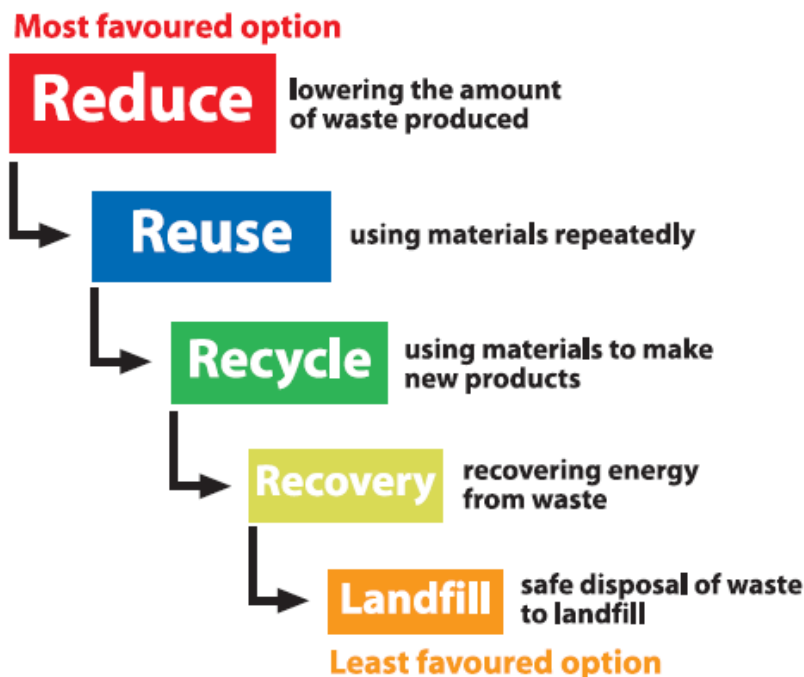 Most favoured option
Reduce
lowering the amount
of waste produced
Reuse
using materials repeatedly
Recycle
using materials to make
new products
Recovery
recovering energy
from waste
Landfill
safe disposal of waste
to landfill
Least favoured option